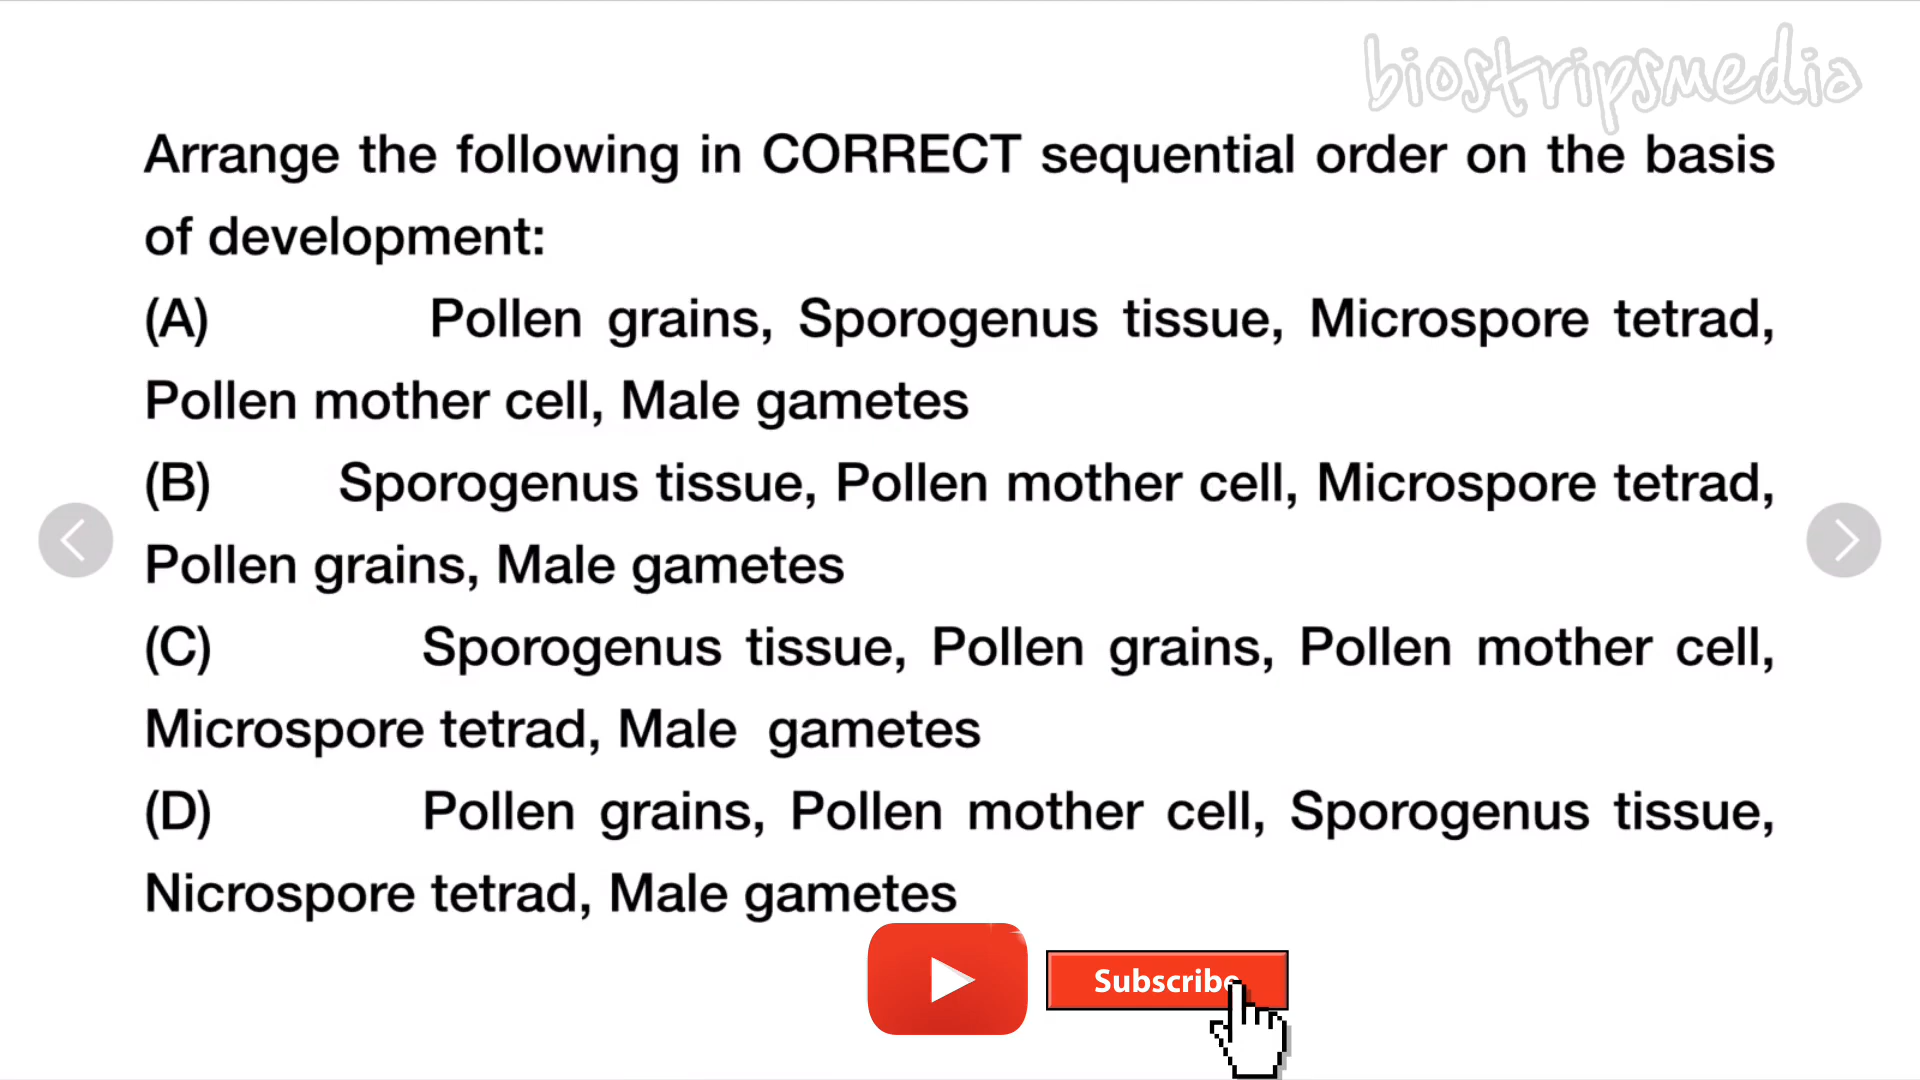 biostripsmedia
Arrange the following in CORRECT sequential order on the basis
of development:
(A) Pollen grains, Sporogenus tissue, Microspore tetrad,
Pollen mother cell, Male gametes
(B) Sporogenus tissue, Pollen mother cell, Microspore tetrad,
Pollen grains, Male gametes
(C) Sporogenus tissue, Pollen grains, Pollen mother cell,
Microspore tetrad, Male gametes
(D) Pollen grains, Pollen mother cell, Sporogenus tissue,
Nicrospore tetrad, Male gametes
Subscribe